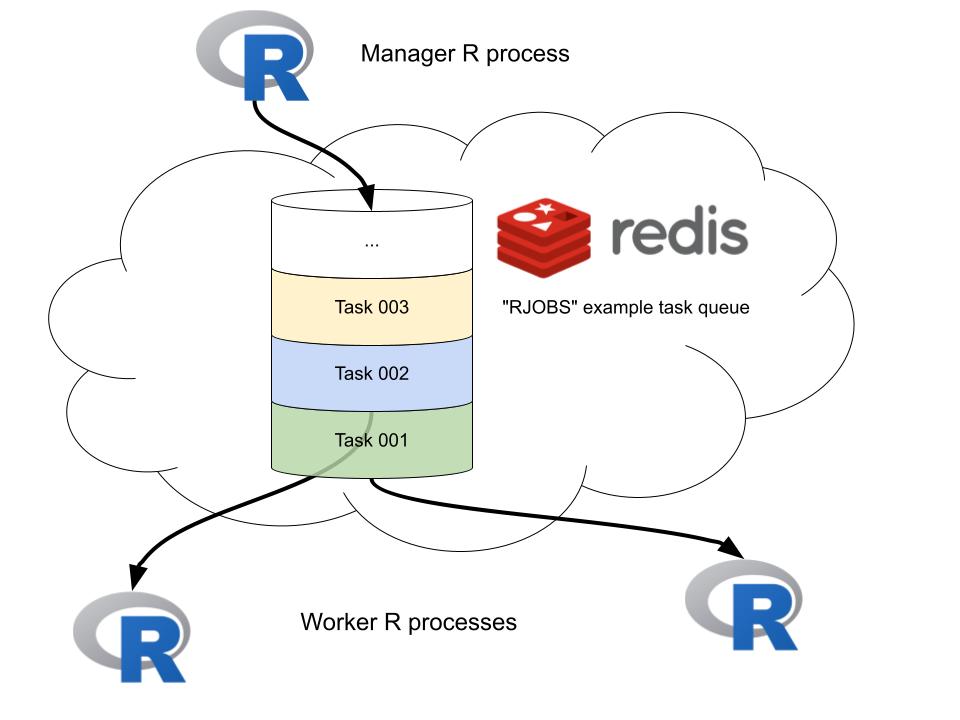 R
Manager R process
redis
...
"RJOBS" example task queue
Task 003
Task 002
Task 001
Worker R processes
R
R